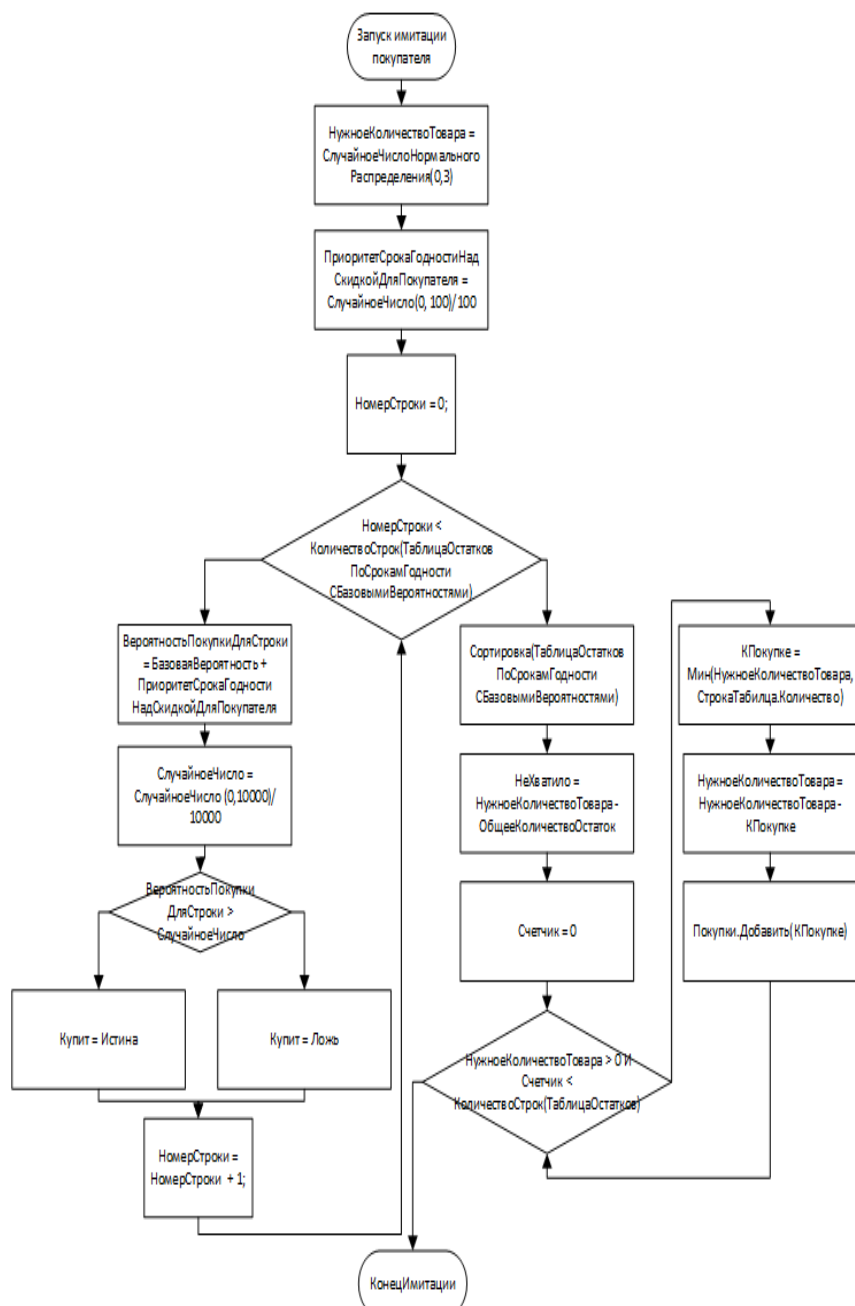 Запуск имитации
покупателя
НужноеКоличествоТовара =
СлучайноеЧислоНормального
Распределения(0,3)
ПриоритетСрокаГодностиНад
СкидкойДляПокупателя =
СлучайноеЧисло(0, 100)/100
НомерСтроки = 0;
НомерСтроки <
КоличествоСтрок(ТаблицаОстатков
ПоСрокамГодности
СБазовымиВероятностями)
ВероятностьПокупкиДляСтроки
= БазоваяВероятность +
ПриоритетСрокаГодности
НадСкидкойДляПокупателя
СлучайноеЧисло =
СлучайноеЧисло (0,10000)/
10000
ВероятностьПокупки
ДляСтроки >
СлучайноеЧисло
Купит = Истина
Купит = Ложь
НомерСтроки =
НомерСтроки + 1;
Сортировка(ТаблицаОстатков
ПоСрокамГодности
СБазовымиВероятностями)
НеХватило =
НужноеКоличествоТовара-
ОбщееКоличествоОстаток
Счетчик = 0
НужноеКоличествоТовара > 0 И
Счетчик <
КоличествоСтрок(ТаблицаОстатков)
КПокупке =
Мин(НужноеКоличествоТовара,
СтрокаТабилца.Количество)
НужноеКоличествоТовара =
НужноеКоличествоТовара-
КПокупке
Покупки.Добавить(КПокупке)
КонецИмитации